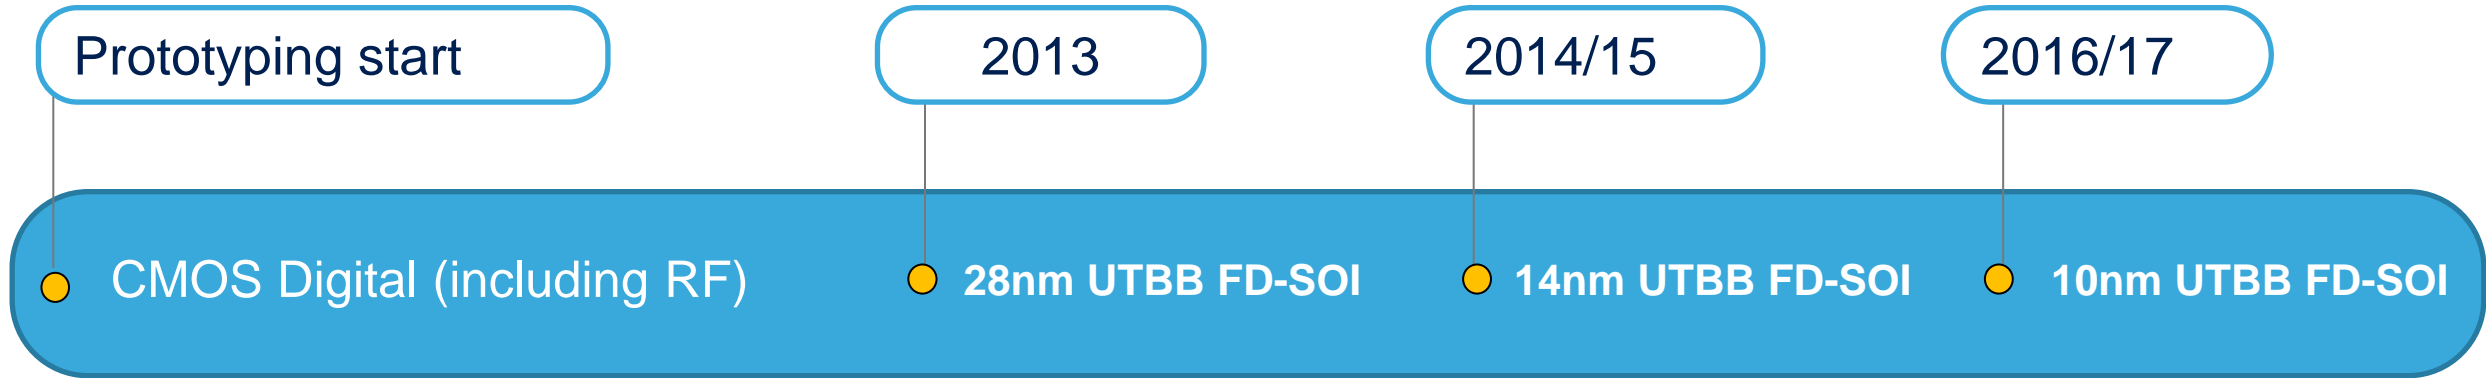 Prototyping start
2013
2014/15
2016/17
CMOS Digital (including RF)
28nm UTBB FD-SOI
14nm UTBB FD-SOI
10nm UTBB FD-SOI